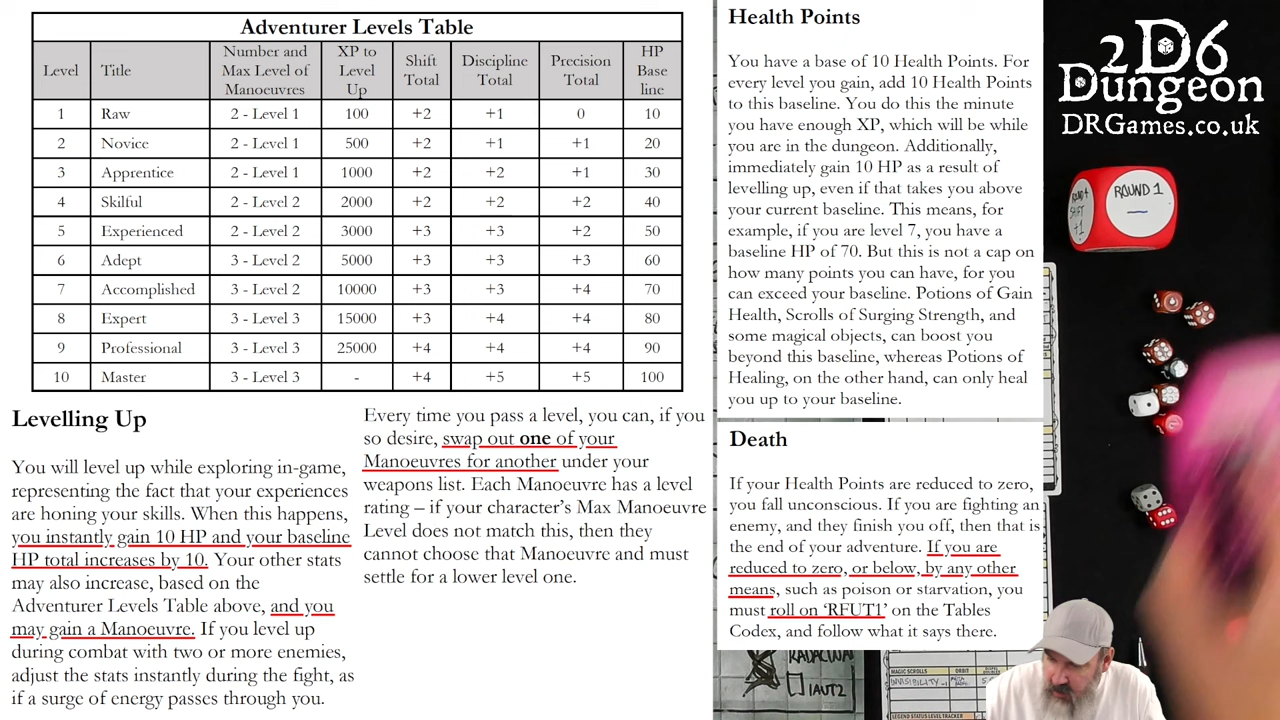 Adventurer Levels Table
Level Title Number and Max Level of Manoeuvres XP to Level Up Shift Total Discipline Total Precision Total HP Base line
1 Raw 2 - Level 1 100 +2 +1 0 10
2 Novice 2 - Level 1 500 +2 +1 +1 20
3 Apprentice 2 - Level 1 1000 +2 +2 +1 30
4 Skilful 2 - Level 2 2000 +2 +2 +2 40
5 Experienced 2 - Level 2 3000 +3 +3 +2 50
6 Adept 3 - Level 2 5000 +3 +3 +3 60
7 Accomplished 3 - Level 2 10000 +3 +3 +4 70
8 Expert 3 - Level 3 15000 +3 +4 +4 80
9 Professional 3 - Level 3 25000 +4 +4 +4 90
10 Master 3 - Level 3 - +4 +5 +5 100
Levelling Up
You will level up while exploring in-game,
representing the fact that your experiences
are honing your skills. When this happens,
you instantly gain 10 HP and your baseline
HP total increases by 10. Your other stats
may also increase, based on the
Adventurer Levels Table above, and you
may gain a Manoeuvre. If you level up
during combat with two or more enemies,
adjust the stats instantly during the fight, as
if a surge of energy passes through you.
Every time you pass a level, you can, if you
so desire, swap out one of your
Manoeuvres for another under your
weapons list. Each Manoeuvre has a level
rating – if your character's Max Manoeuvre
Level does not match this, then they
cannot choose that Manoeuvre and must
settle for a lower level one.
Health Points
You have a base of 10 Health Points. For
every level you gain, add 10 Health Points
to this baseline. You do this the minute
you have enough XP, which will be while
you are in the dungeon. Additionally,
immediately gain 10 HP as a result of
levelling up, even if that takes you above
your current baseline. This means, for
example, if you are level 7, you have a
baseline HP of 70. But this is not a cap on
how many points you can have, for you
can exceed your baseline. Potions of Gain
Health, Scrolls of Surging Strength, and
some magical objects, can boost you
beyond this baseline, whereas Potions of
Healing, on the other hand, can only heal
you up to your baseline.
Death
If your Health Points are reduced to zero,
you fall unconscious. If you are fighting an
enemy, and they finish you off, then that is
the end of your adventure. If you are
reduced to zero, or below, by any other
means, such as poison or starvation, you
must roll on 'RFUT1' on the Tables
Codex, and follow what it says there.
2D6
Dungeon
DRGames.co.uk
ROUND 1
ROUND 4
SHIFT
+1
IAUT2
MAGIC SCROLLS ORBIT
INVISIBILITY
LEGEND STATUS LEVEL TRACKER